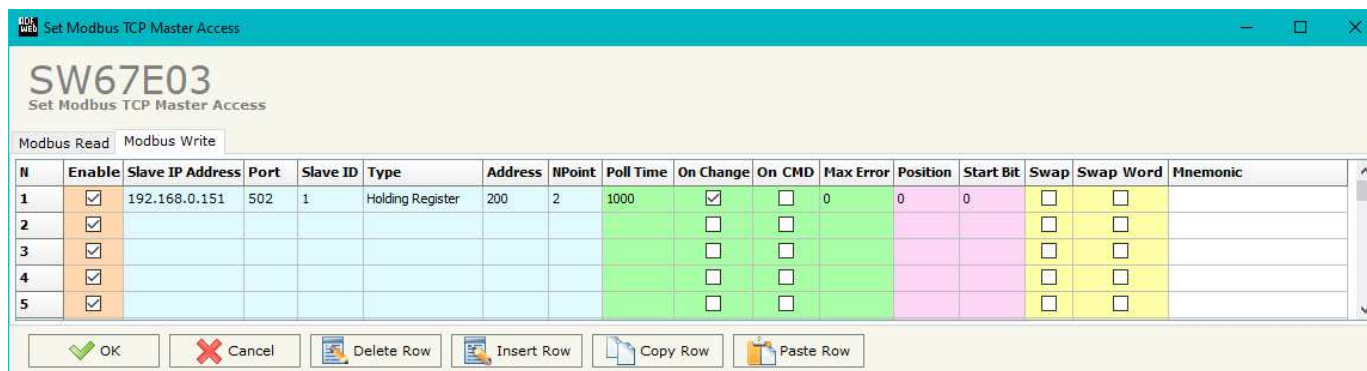 ADF WEB Set Modbus TCP Master Access
SW67E03
Set Modbus TCP Master Access
Modbus Read Modbus Write
N Enable Slave IP Address Port Slave ID Type Address NPoint Poll Time On Change On CMD Max Error Position Start Bit Swap Swap Word Mnemonic
1 192.168.0.151 502 1 Holding Register 200 2 1000 0 0 0
2
3
4
5
OK Cancel Delete Row Insert Row Copy Row Paste Row